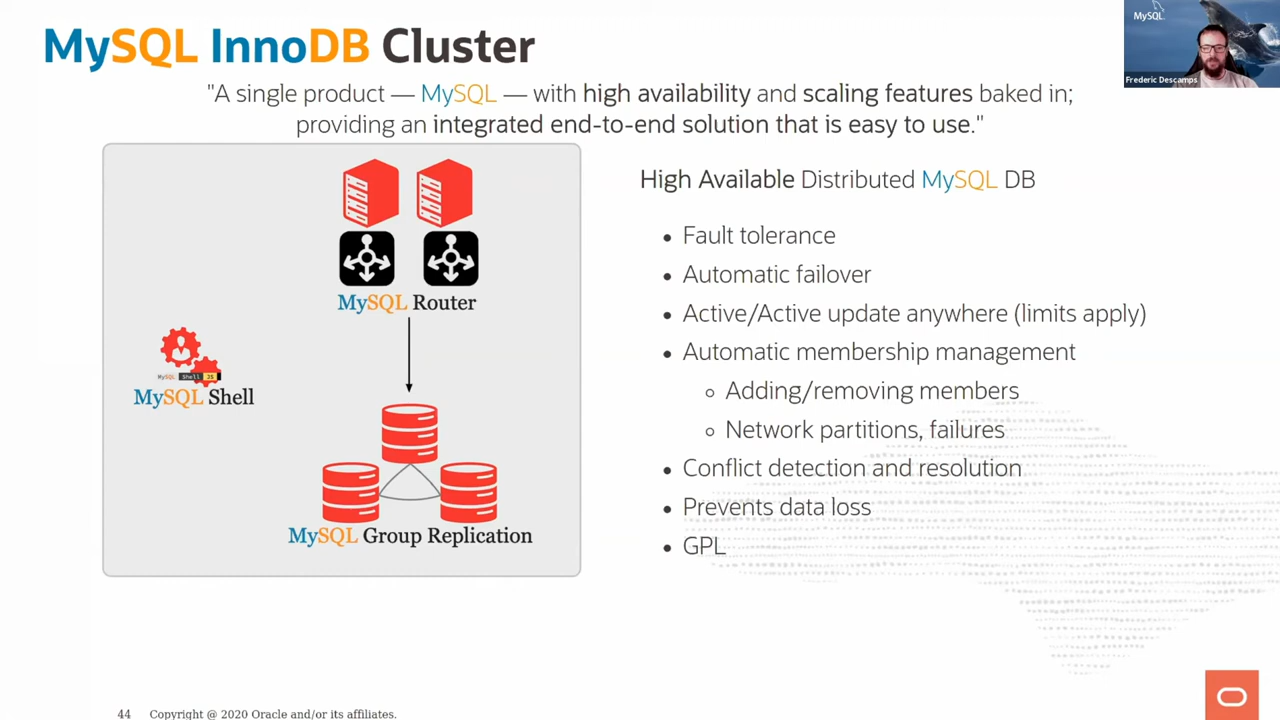 MySQL InnoDB Cluster
MySQL
Frederic Descamps
"A single product — MySQL — with high availability and scaling features baked in;
providing an integrated end-to-end solution that is easy to use."
MySQL Router
MySQL Shell JS
MySQL Shell
MySQL Group Replication
High Available Distributed MySQL DB
• Fault tolerance
• Automatic failover
• Active/Active update anywhere (limits apply)
• Automatic membership management
◦ Adding/removing members
◦ Network partitions, failures
• Conflict detection and resolution
• Prevents data loss
• GPL
44 Copyright @ 2020 Oracle and/or its affiliates.